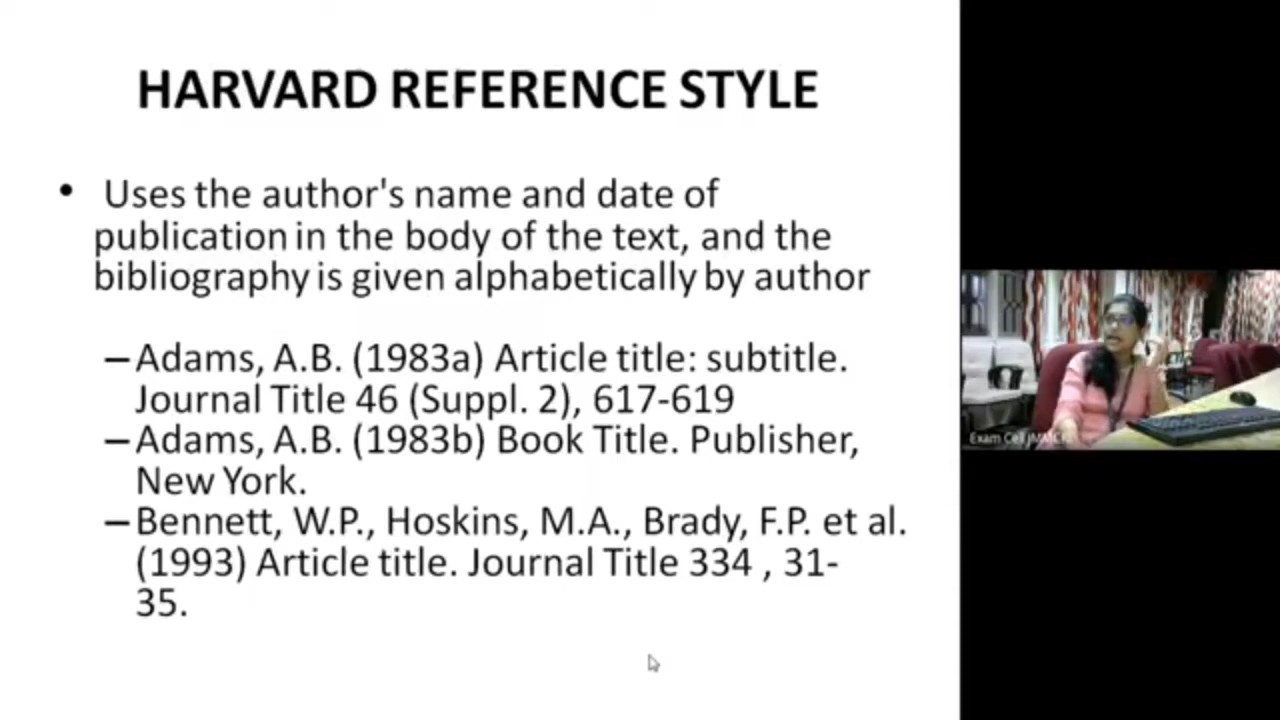 HARVARD REFERENCE STYLE
• Uses the author's name and date of
publication in the body of the text, and the
bibliography is given alphabetically by author
–Adams, A.B. (1983a) Article title: subtitle.
Journal Title 46 (Suppl. 2), 617-619
–Adams, A.B. (1983b) Book Title. Publisher,
New York.
–Bennett, W.P., Hoskins, M.A., Brady, F.P. et al.
(1993) Article title. Journal Title 334 , 31-
35.
Exam Cell